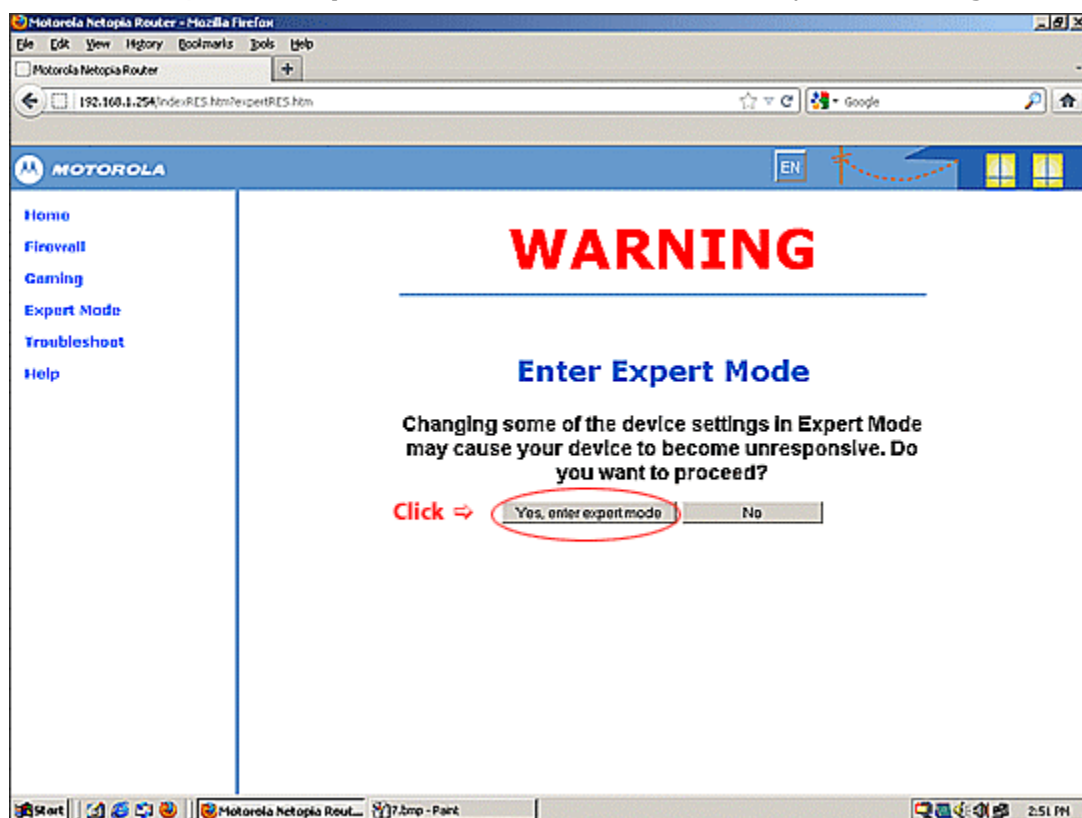 Motorola Netopia Router - Mozilla Firefox
File Edit View History Bookmarks Tools Help
Motorola Netopia Router
192.168.1.254/indexRES.htm?expertRES.htm
Google
MOTOROLA
EN
Home
Firewall
Gaming
Expert Mode
Troubleshoot
Help
WARNING
Enter Expert Mode
Changing some of the device settings in Expert Mode
may cause your device to become unresponsive. Do
you want to proceed?
Click ⇨ Yes, enter expert mode No
Start Motorola Netopia Rout... 7.bmp - Paint 2:51 PM